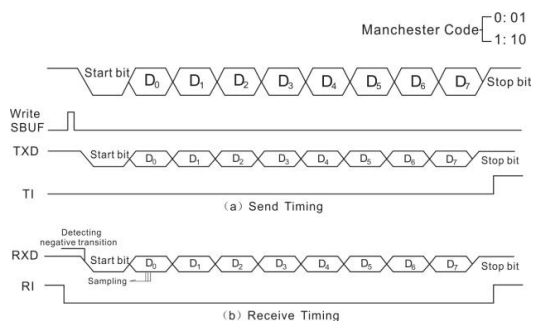 Manchester Code
0: 01
1: 10
Start bit D0 D1 D2 D3 D4 D5 D6 D7 Stop bit
Write
SBUF
TXD Start bit D0 D1 D2 D3 D4 D5 D6 D7 Stop bit
TI
(a) Send Timing
Detecting
negative transition
RXD Start bit D0 D1 D2 D3 D4 D5 D6 D7 Stop bit
Sampling
RI
(b) Receive Timing